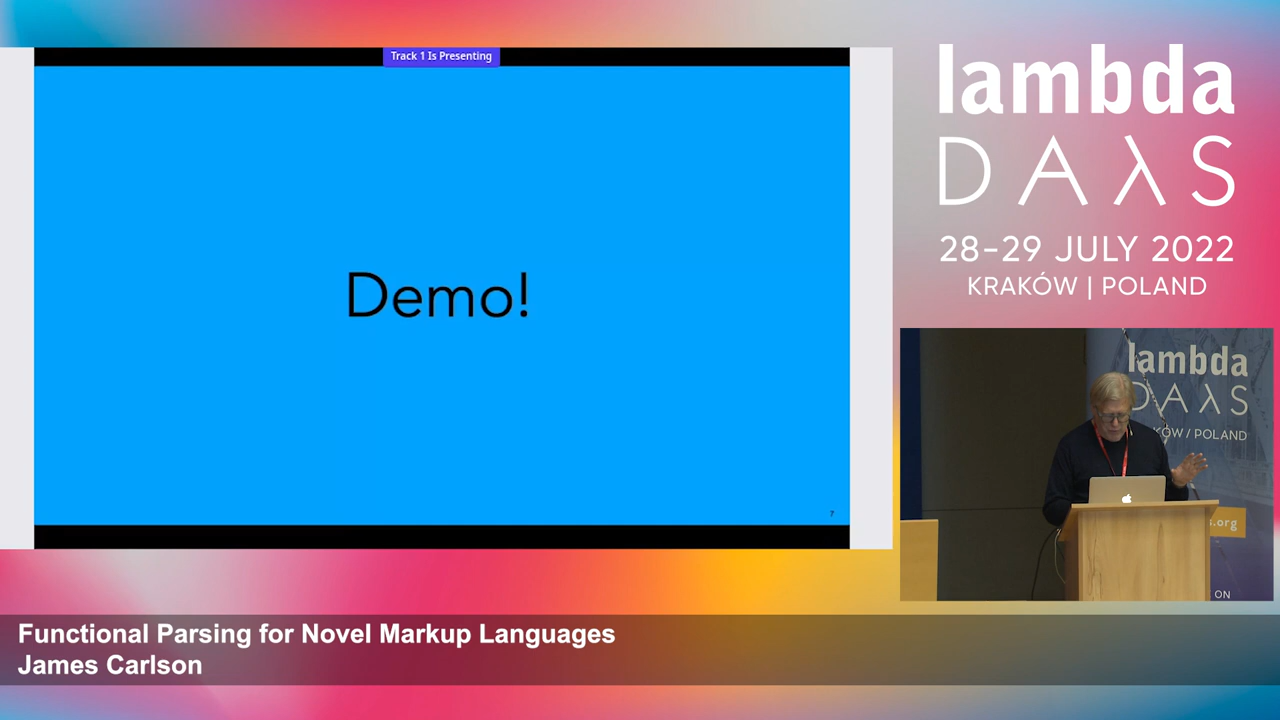 Track 1 Is Presenting
Demo!
7
lambda
DAλS
28–29 JULY 2022
KRAKÓW | POLAND
lambda
DAλS
KÓW / POLAND
s.org
ON
Functional Parsing for Novel Markup Languages
James Carlson